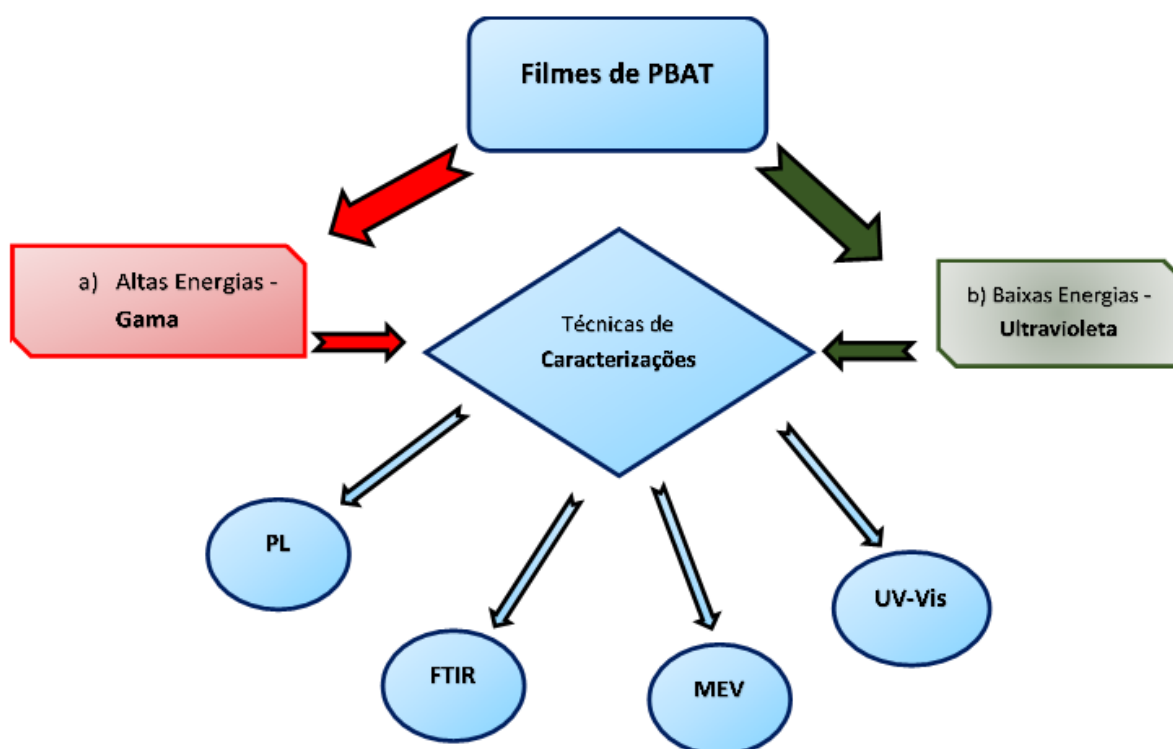 Filmes de PBAT
a) Altas Energias -
Gama
b) Baixas Energias -
Ultravioleta
Técnicas de
Caracterizações
PL
UV-Vis
FTIR
MEV